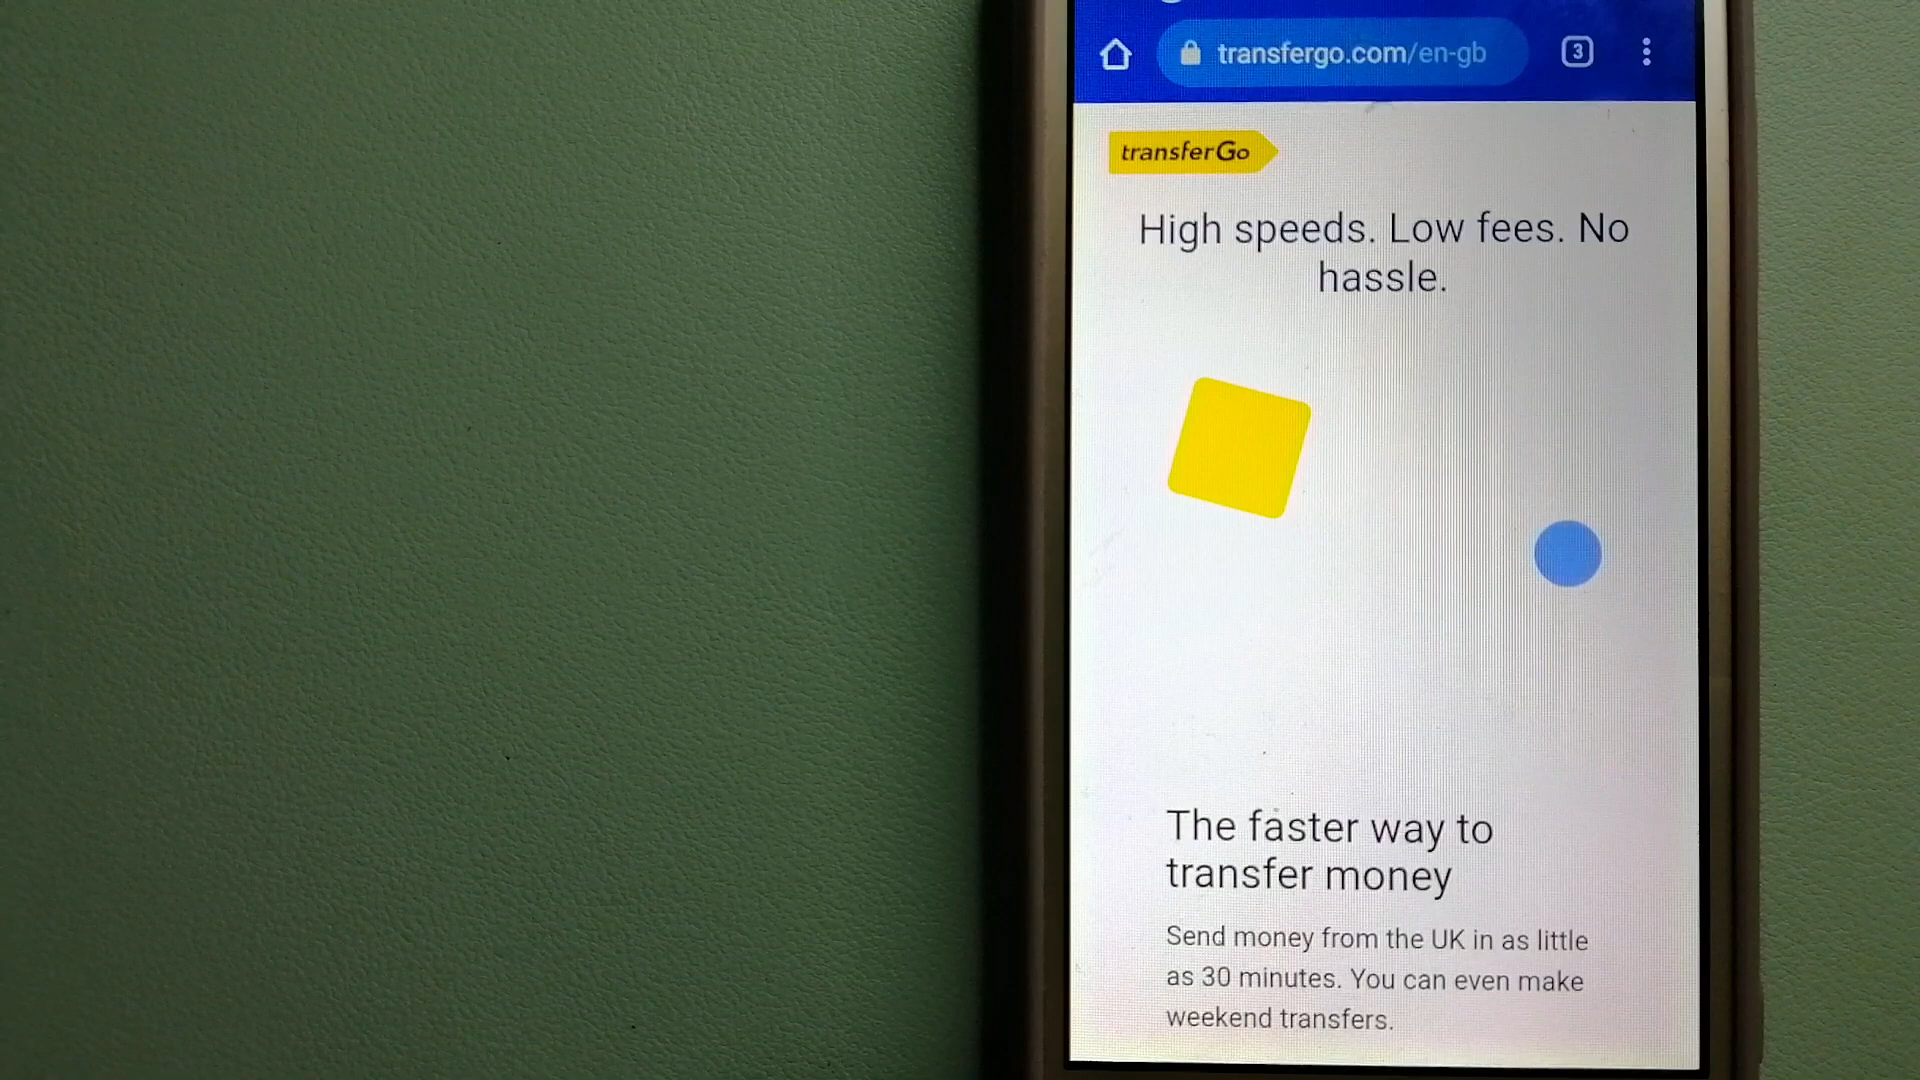 transfergo.com/en-gb
3
transferGo
High speeds. Low fees. No
hassle.
The faster way to
transfer money
Send money from the UK in as little
as 30 minutes. You can even make
weekend transfers.